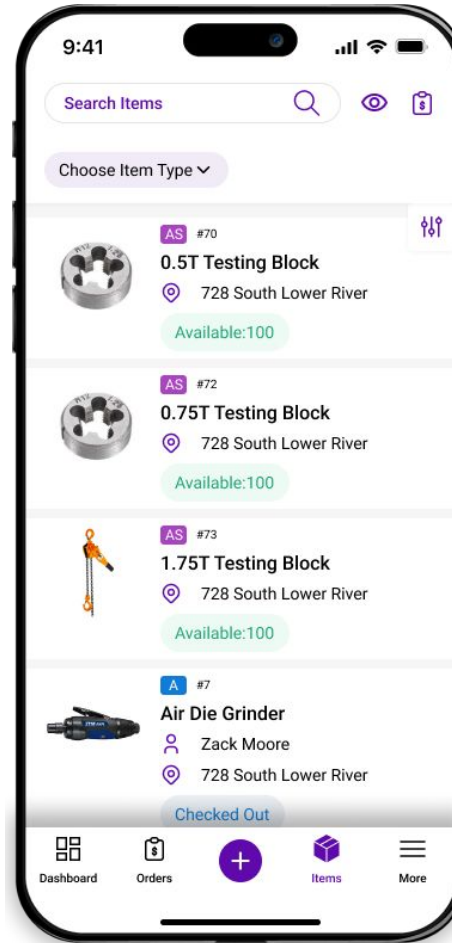 9:41
Search Items
Choose Item Type
AS #70
0.5T Testing Block
728 South Lower River
Available:100
AS #72
0.75T Testing Block
728 South Lower River
Available:100
AS #73
1.75T Testing Block
728 South Lower River
Available:100
A #7
Air Die Grinder
Zack Moore
728 South Lower River
Checked Out
Dashboard Orders Items More